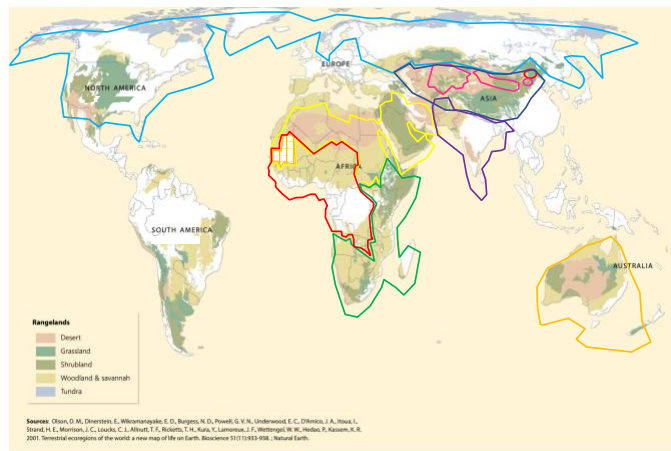 EUROPE
NORTH AMERICA
ASIA
AFRICA
SOUTH AMERICA
AUSTRALIA
Rangelands
Desert
Grassland
Shrubland
Woodland & savannah
Tundra
Sources: Olson, D. M., Dinerstein, E., Wikramanayake, E. D., Burgess, N. D., Powell, G. V. N., Underwood, E. C., D'Amico, J. A., Itoua, I.,
Strand, H. E., Morrison, J. C., Loucks, C. J., Allnutt, T. F., Ricketts, T. H., Kura, Y., Lamoreux, J. F., Wettengel, W. W., Hedao, P., Kassem, K. R.
2001. Terrestrial ecoregions of the world: a new map of life on Earth. Bioscience 51(11):933-938. ; Natural Earth.